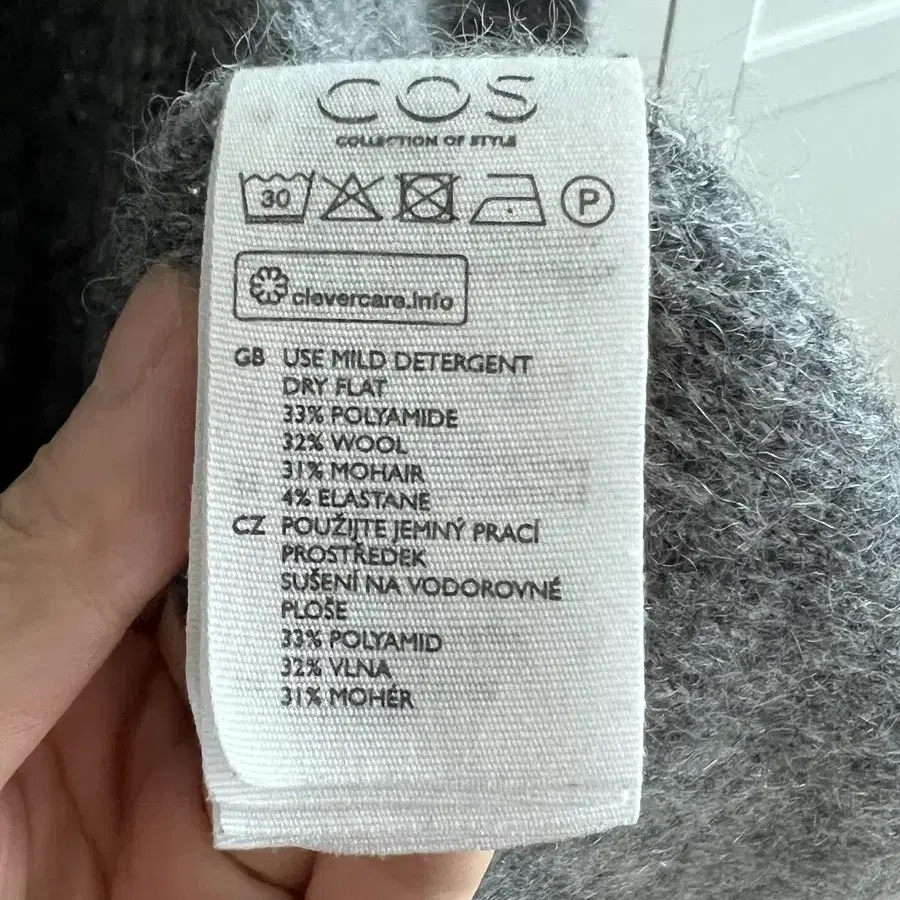 COS
COLLECTION OF STYLE
30 P
clevercare.info
GB USE MILD DETERGENT
DRY FLAT
33% POLYAMIDE
32% WOOL
31% MOHAIR
4% ELASTANE
CZ POUŽIJTE JEMNÝ PRACÍ
PROSTŘEDEK
SUŠENÍ NA VODOROVNÉ
PLOŠE
33% POLYAMID
32% VLNA
31% MOHÉR